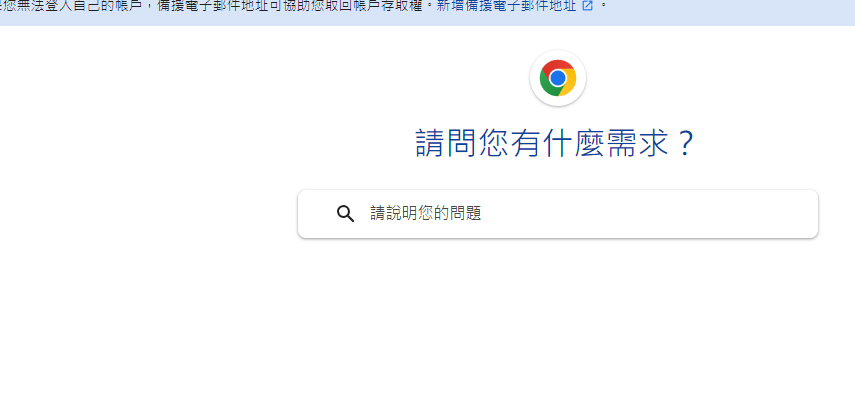 您無法登入自己的帳戶，備援電子郵件地址可協助您取回帳戶存取權。新增備援電子郵件地址。
請問您有什麼需求？
請說明您的問題